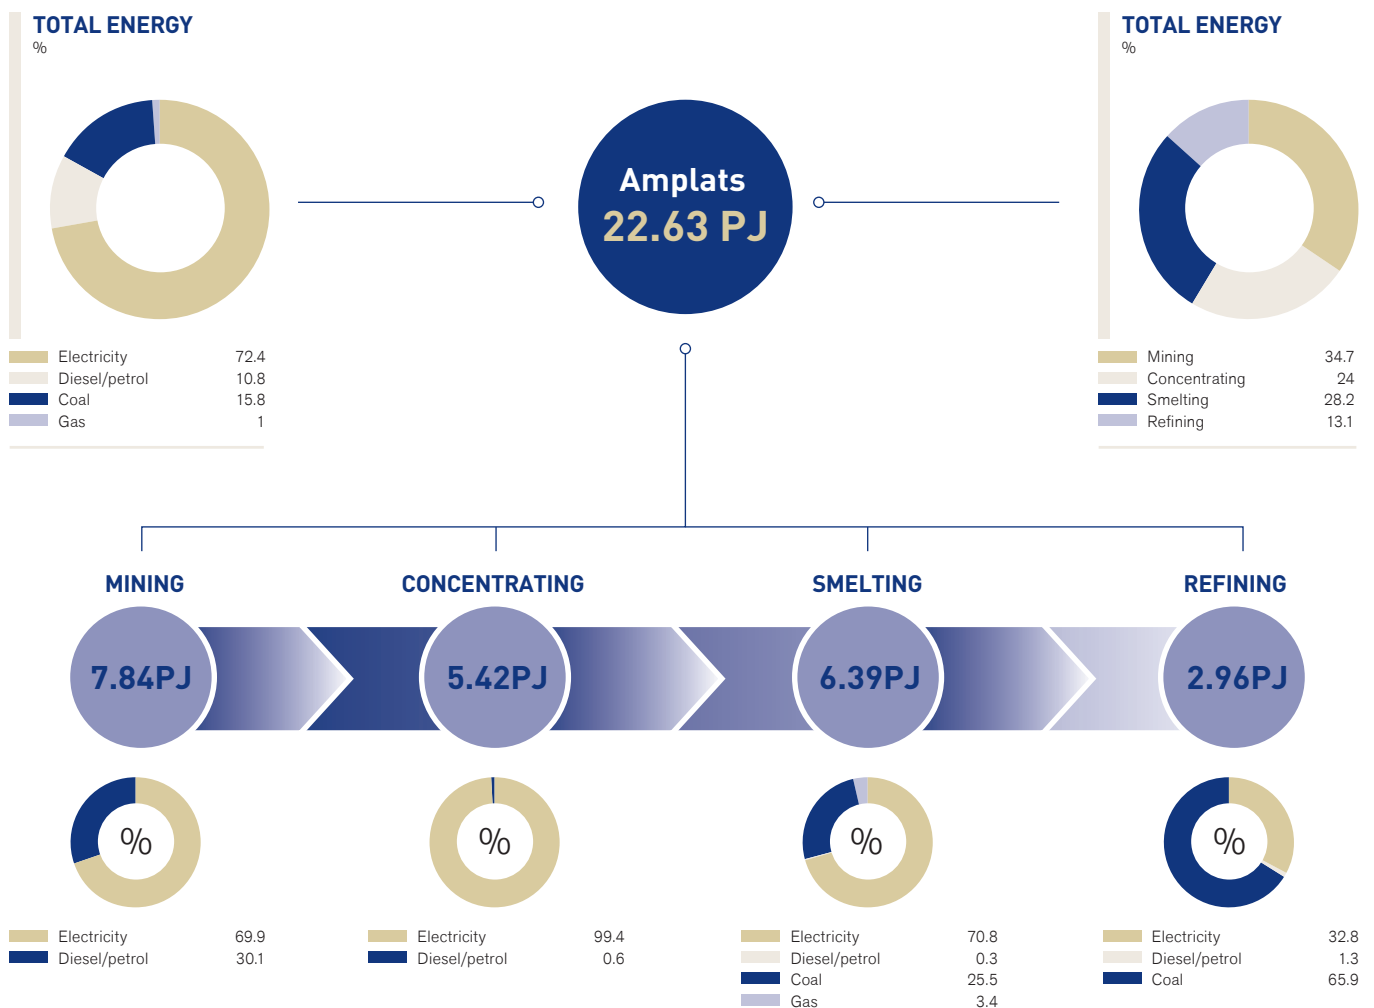 TOTAL ENERGY
%
Electricity 72.4
Diesel/petrol 10.8
Coal 15.8
Gas 1
Amplats
22.63 PJ
TOTAL ENERGY
%
Mining 34.7
Concentrating 24
Smelting 28.2
Refining 13.1
MINING
7.84PJ
%
Electricity 69.9
Diesel/petrol 30.1
CONCENTRATING
5.42PJ
%
Electricity 99.4
Diesel/petrol 0.6
SMELTING
6.39PJ
%
Electricity 70.8
Diesel/petrol 0.3
Coal 25.5
Gas 3.4
REFINING
2.96PJ
%
Electricity 32.8
Diesel/petrol 1.3
Coal 65.9